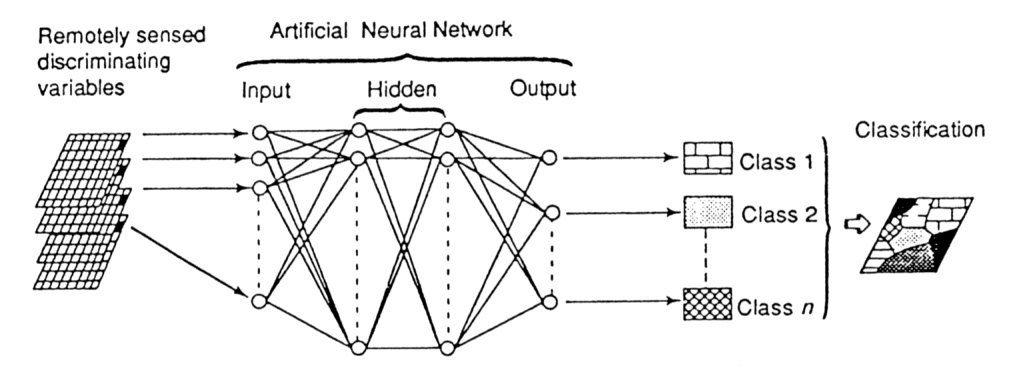 Remotely sensed
discriminating
variables
Artificial Neural Network
Input
Hidden
Output
Class 1
Class 2
Class n
Classification